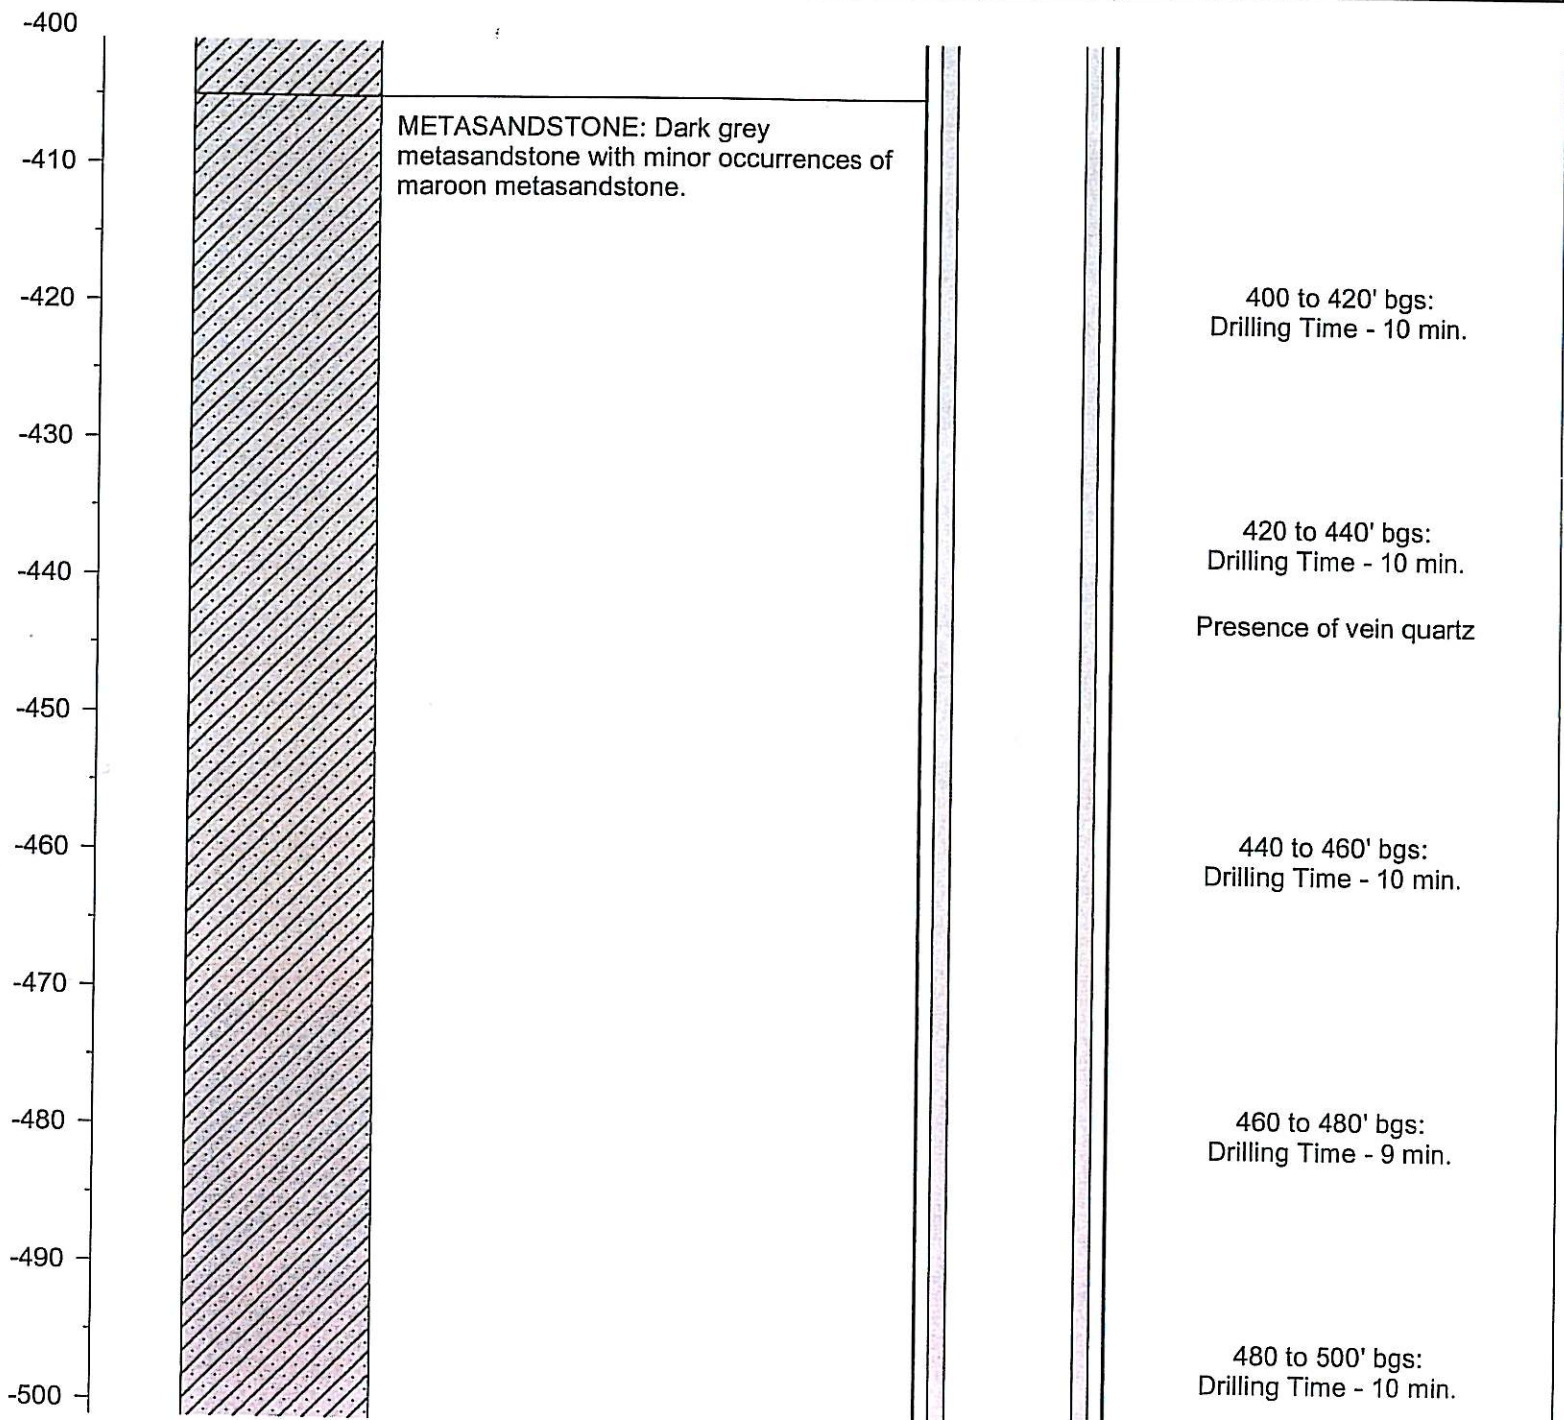 -400
METASANDSTONE: Dark grey
metasandstone with minor occurrences of
maroon metasandstone.
-410
-420
400 to 420' bgs:
Drilling Time - 10 min.
-430
420 to 440' bgs:
Drilling Time - 10 min.
-440
Presence of vein quartz
-450
-460
440 to 460' bgs:
Drilling Time - 10 min.
-470
-480
460 to 480' bgs:
Drilling Time - 9 min.
-490
480 to 500' bgs:
Drilling Time - 10 min.
-500